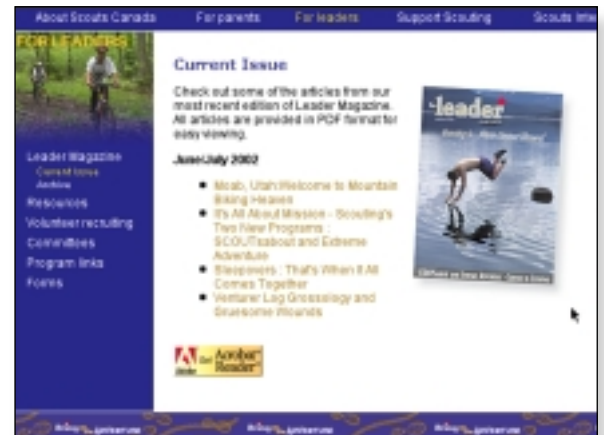 About Scouts Canada For parents For leaders Support Scouting Scouts Inte
FOR LEADERS
Leader Magazine
Current Issue
Archive
Resources
Volunteer recruiting
Committees
Program links
Forms
Current Issue
Check out some of the articles from our
most recent edition of Leader Magazine.
All articles are provided in PDF format for
easy viewing.
June/July 2002
Moab, Utah: Welcome to Mountain
Biking Heaven
It's All About Mission - Scouting's
Two New Programs :
SCOUTsabout and Extreme
Adventure
Sleepovers : That's When It All
Comes Together
Venturer Log Grossology and
Gruesome Wounds
the leader
Adobe
Get Acrobat
Reader